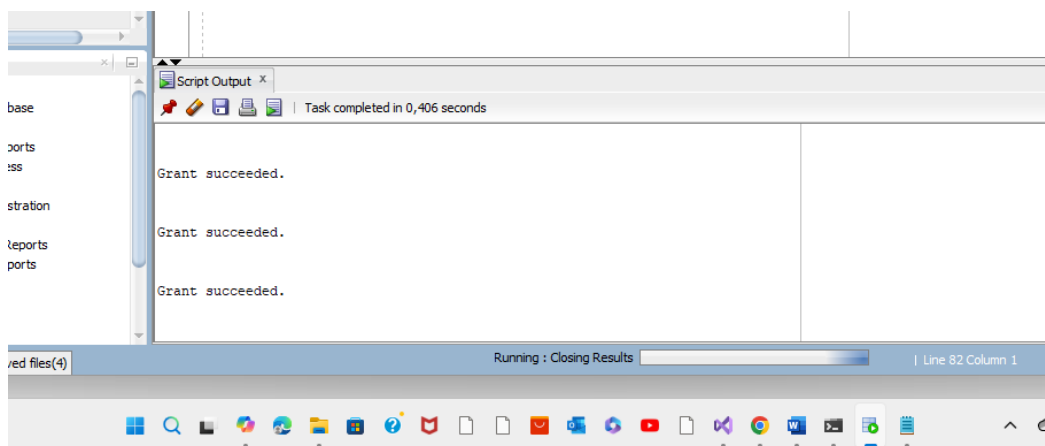 base
ports
ess
stration
Reports
ports
ved files(4)
Script Output x
| Task completed in 0,406 seconds
Grant succeeded.
Grant succeeded.
Grant succeeded.
Running : Closing Results
| Line 82 Column 1